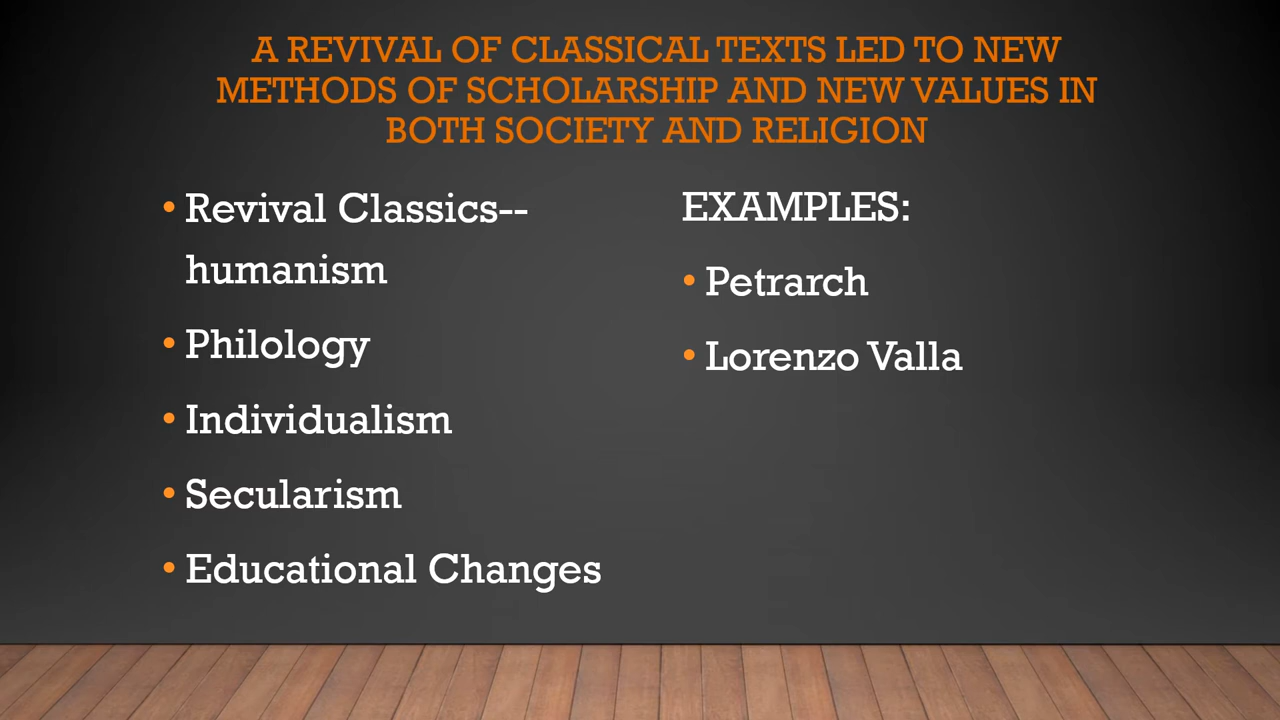 A REVIVAL OF CLASSICAL TEXTS LED TO NEW
METHODS OF SCHOLARSHIP AND NEW VALUES IN
BOTH SOCIETY AND RELIGION
• Revival Classics--
humanism
• Philology
• Individualism
• Secularism
• Educational Changes
EXAMPLES:
• Petrarch
• Lorenzo Valla